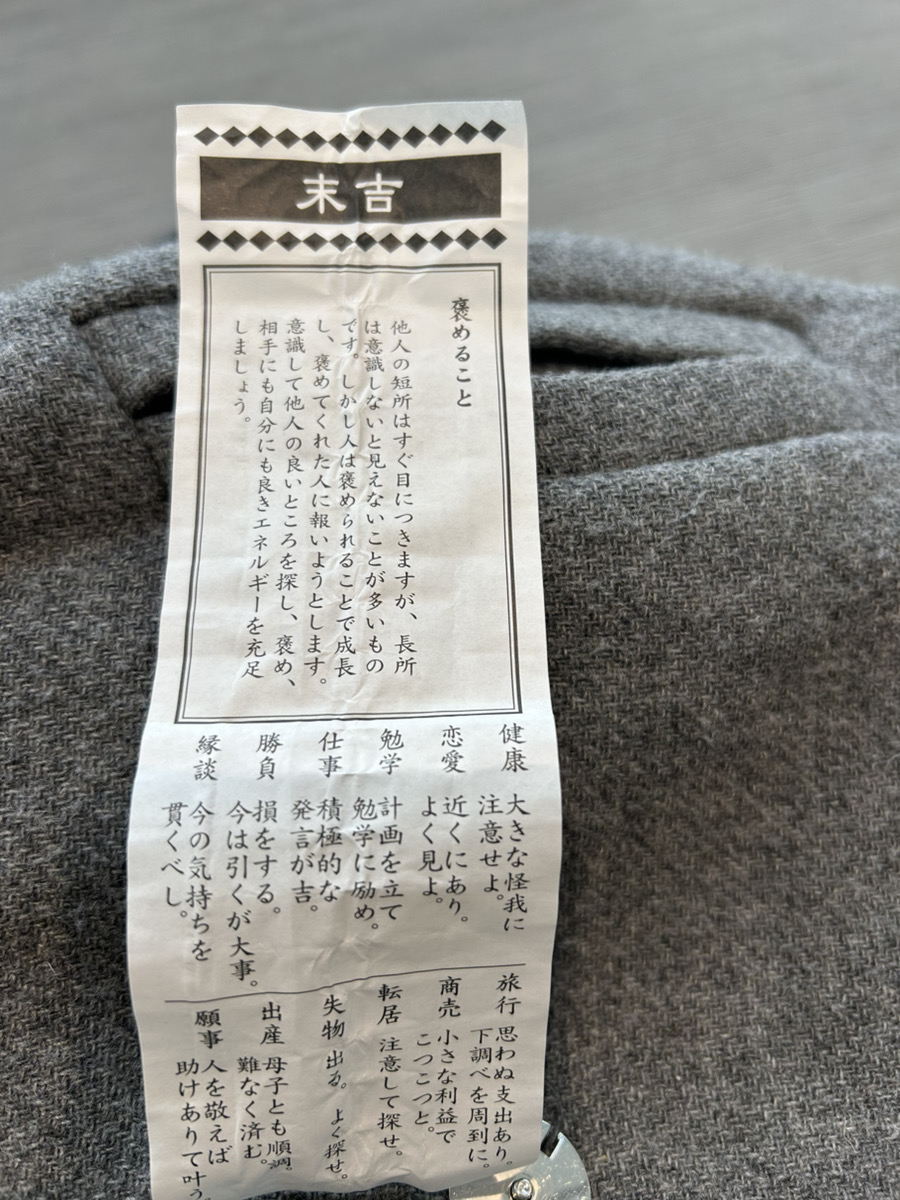 末吉
褒めること
他人の短所はすぐ目につきますが、長所
は意識しないと見えないことが多いもの
です。しかし人は褒められることで成長
し、褒めてくれた人に報いようとします。
意識して他人の良いところを探し、褒め、
相手にも自分にも良きエネルギーを充足
しましょう。
健康
大きな怪我に
注意せよ。
恋愛
近くにあり。
よく見よ。
勉学
計画を立て
勉学に励め。
仕事
積極的な
発言が吉。
勝負
損をする。
今は引くが大事。
縁談
今の気持ちを
貫くべし。
旅行
思わぬ支出あり。
下調べを周到に。
商売
小さな利益で
こつこつと。
転居
注意して探せ。
失物
出る。よく探せ。
出産
母子とも順調。
難なく済む。
願事
人を敬えば
助けありて叶う。